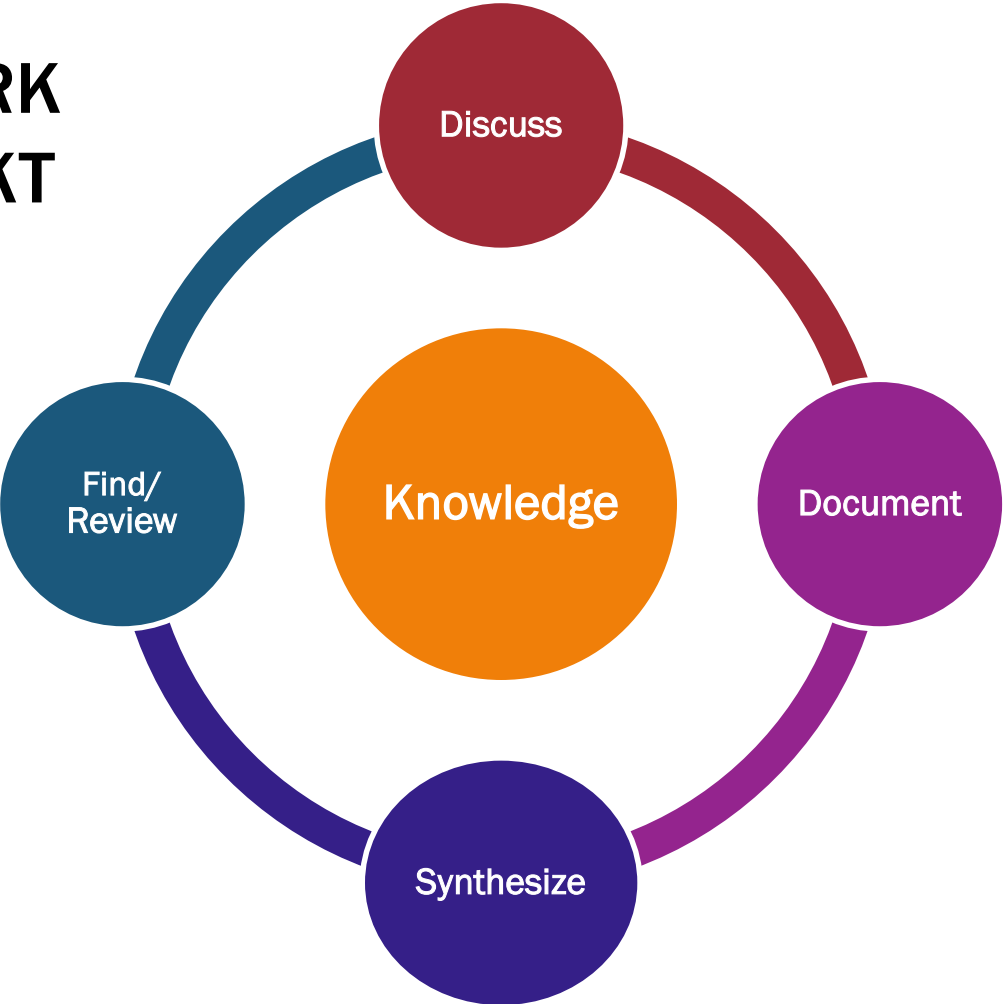 RK
KT
Discuss
Find/
Review
Knowledge
Document
Synthesize